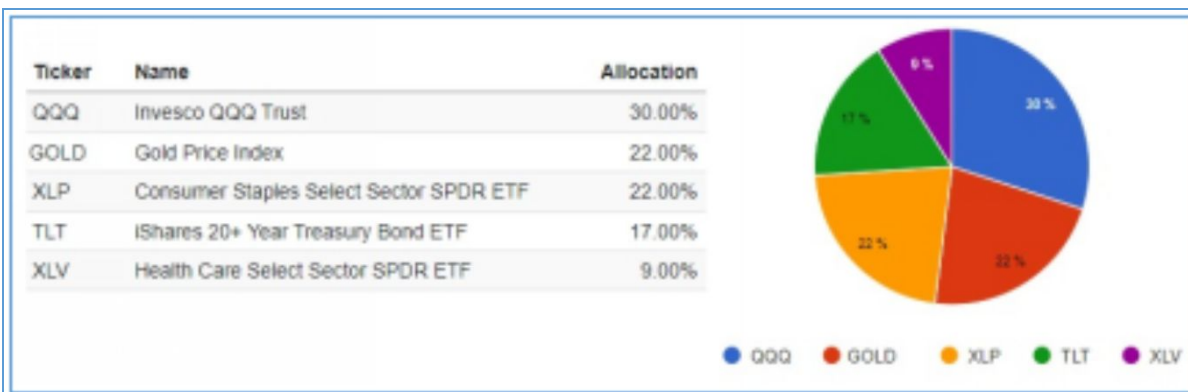 Ticker Name Allocation
QQQ Invesco QQQ Trust 30.00%
GOLD Gold Price Index 22.00%
XLP Consumer Staples Select Sector SPDR ETF 22.00%
TLT iShares 20+ Year Treasury Bond ETF 17.00%
XLV Health Care Select Sector SPDR ETF 9.00%
9 %
30 %
17 %
22 %
22 %
QQQ GOLD XLP TLT XLV